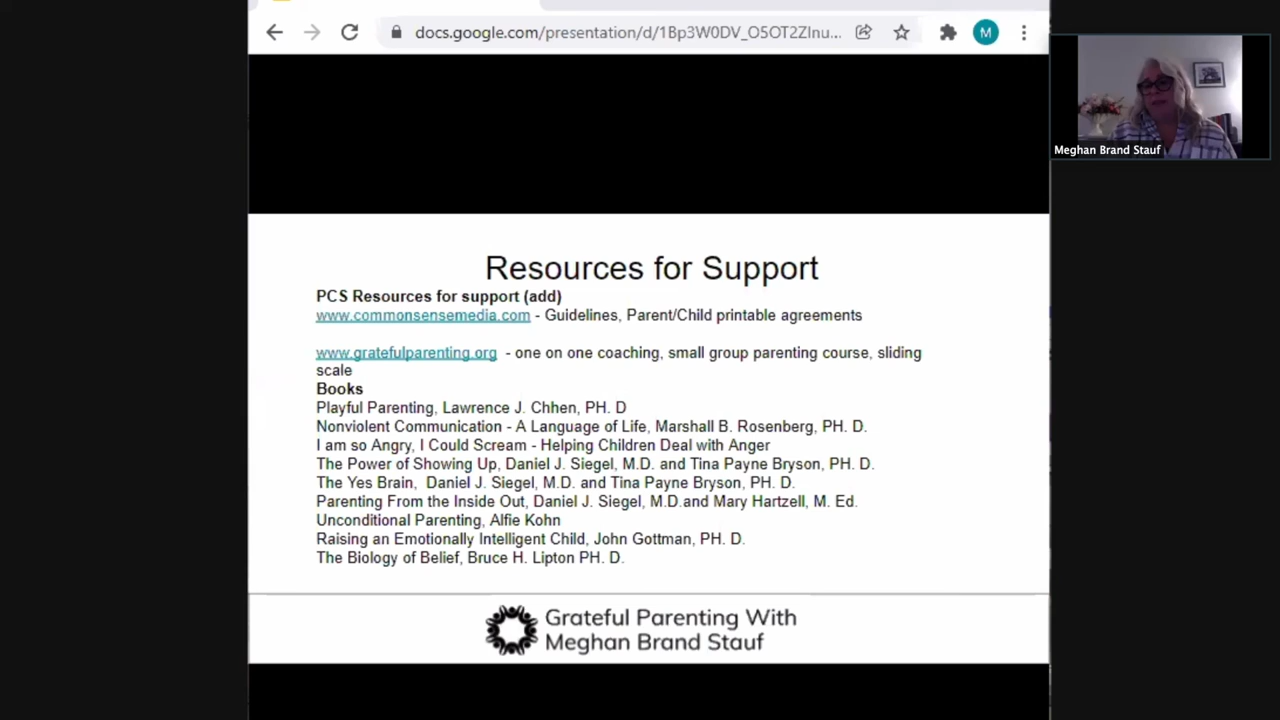 docs.google.com/presentation/d/1Bp3W0DV_O5OT2ZInu...
M
Meghan Brand Stauf
Resources for Support
PCS Resources for support (add)
www.commonsensemedia.com - Guidelines, Parent/Child printable agreements
www.gratefulparenting.org - one on one coaching, small group parenting course, sliding
scale
Books
Playful Parenting, Lawrence J. Chhen, PH. D
Nonviolent Communication - A Language of Life, Marshall B. Rosenberg, PH. D.
I am so Angry, I Could Scream - Helping Children Deal with Anger
The Power of Showing Up, Daniel J. Siegel, M.D. and Tina Payne Bryson, PH. D.
The Yes Brain, Daniel J. Siegel, M.D. and Tina Payne Bryson, PH. D.
Parenting From the Inside Out, Daniel J. Siegel, M.D.and Mary Hartzell, M. Ed.
Unconditional Parenting, Alfie Kohn
Raising an Emotionally Intelligent Child, John Gottman, PH. D.
The Biology of Belief, Bruce H. Lipton PH. D.
Grateful Parenting With
Meghan Brand Stauf